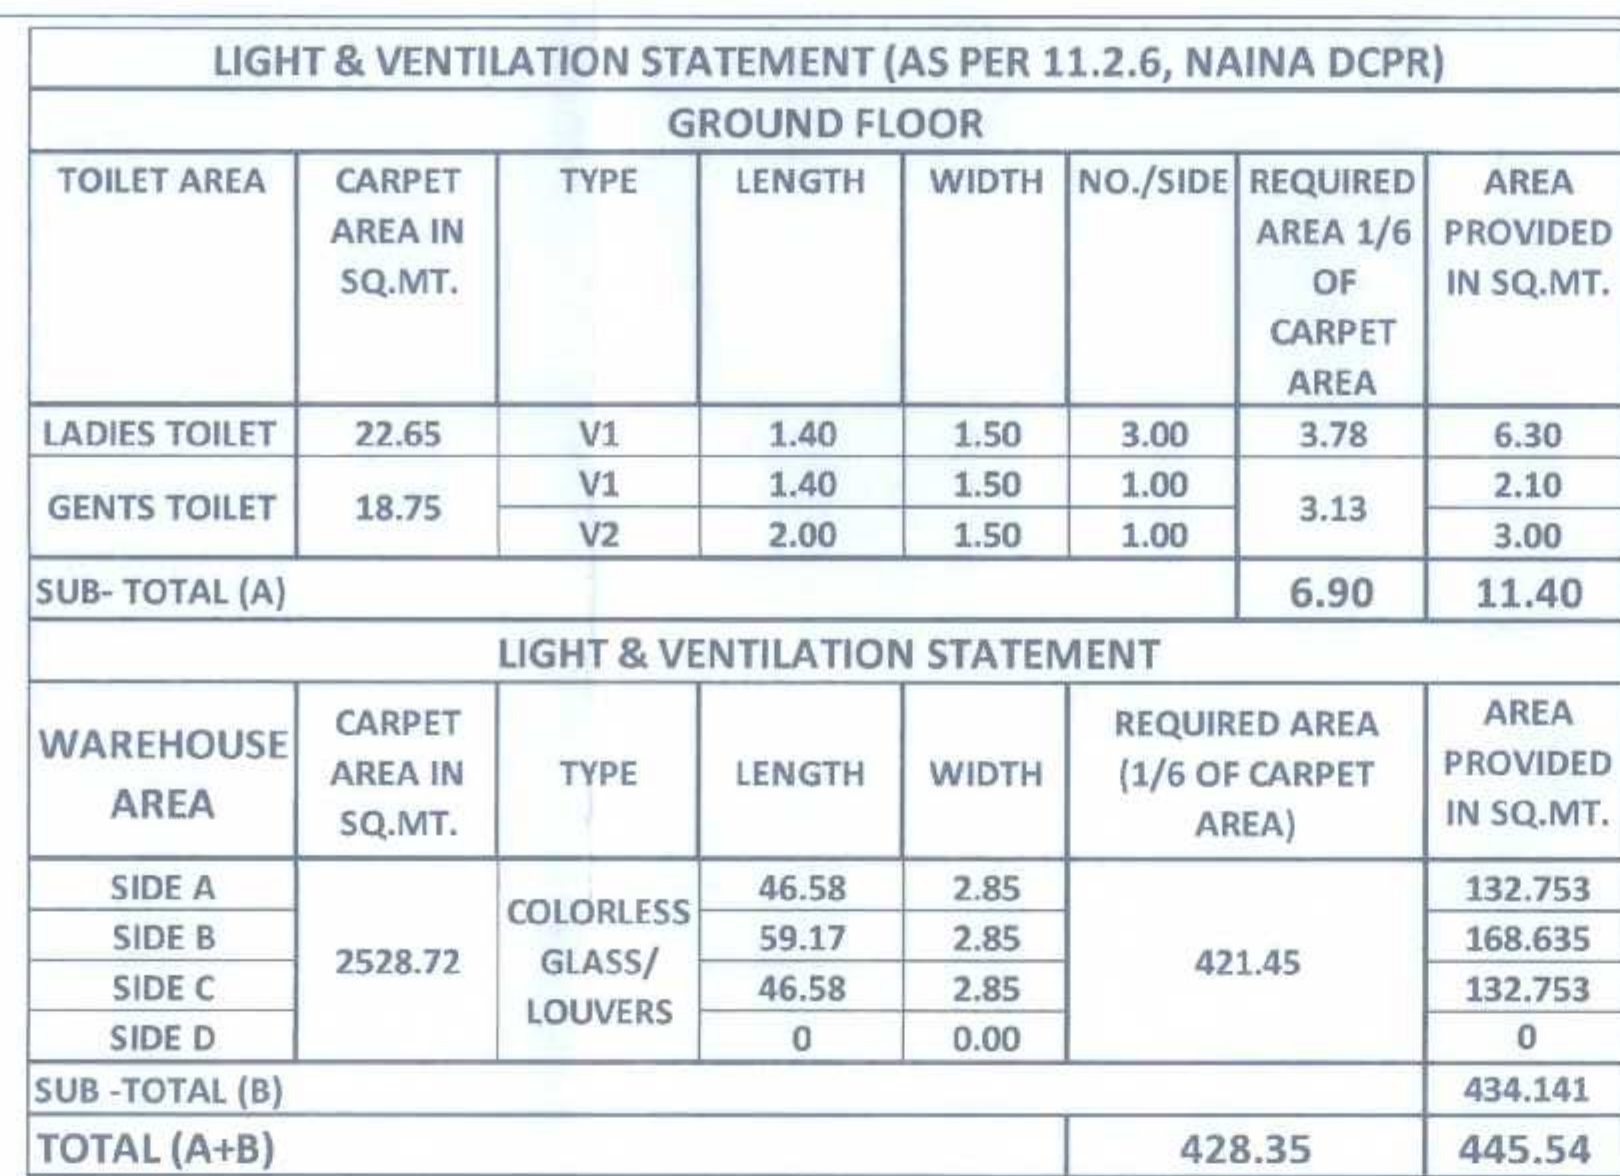 LIGHT & VENTILATION STATEMENT (AS PER 11.2.6, NAINA DCPR)
GROUND FLOOR
TOILET AREA CARPET AREA IN SQ.MT. TYPE LENGTH WIDTH NO./SIDE REQUIRED AREA 1/6 OF CARPET AREA AREA PROVIDED IN SQ.MT.
LADIES TOILET 22.65 V1 1.40 1.50 3.00 3.78 6.30
GENTS TOILET 18.75 V1 1.40 1.50 1.00 3.13 2.10
V2 2.00 1.50 1.00 3.00
SUB- TOTAL (A) 6.90 11.40
LIGHT & VENTILATION STATEMENT
WAREHOUSE AREA CARPET AREA IN SQ.MT. TYPE LENGTH WIDTH REQUIRED AREA (1/6 OF CARPET AREA) AREA PROVIDED IN SQ.MT.
SIDE A 2528.72 COLORLESS GLASS/ LOUVERS 46.58 2.85 421.45 132.753
SIDE B 59.17 2.85 168.635
SIDE C 46.58 2.85 132.753
SIDE D 0 0.00 0
SUB -TOTAL (B) 434.141
TOTAL (A+B) 428.35 445.54